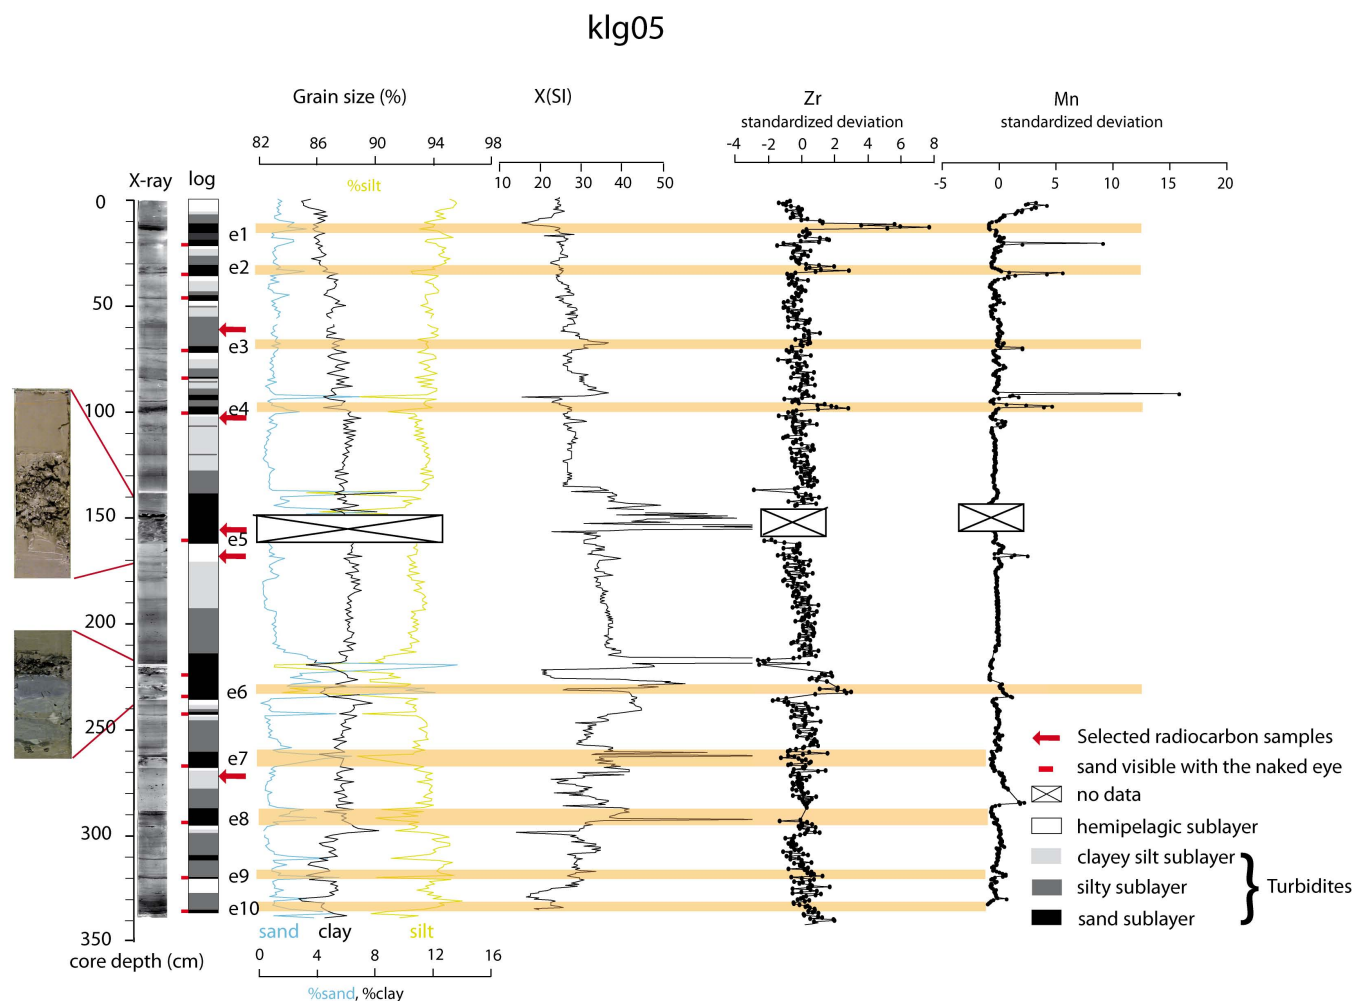 klg05
Grain size (%)
X(SI)
Zr
standardized deviation
Mn
standardized deviation
82 86 90 94 98
-4 -2 0 2 4 6 8
X-ray log
%silt
10 20 30 40 50
-5 0 5 10 15 20
0
e1
e2
50
e3
100
e4
150
e5
200
e6
250
e7
e8
300
e9
e10
350
core depth (cm)
sand clay silt
0 4 8 12 16
%sand, %clay
Selected radiocarbon samples
sand visible with the naked eye
no data
hemipelagic sublayer
clayey silt sublayer
silty sublayer
sand sublayer
Turbidites